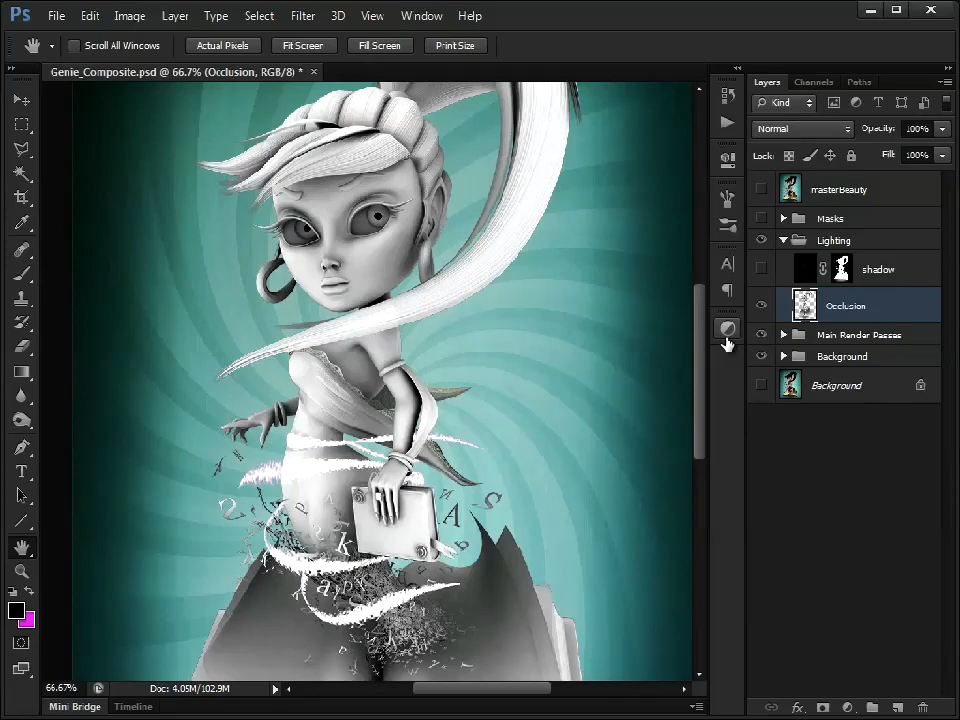 Ps File Edit Image Layer Type Select Filter 3D View Window Help
Scroll All Windows Actual Pixels Fit Screen Fill Screen Print Size
Genie_Composite.psd @ 66.7% (Occlusion, RGB/8) * ×
Layers Channels Paths
Kind
Normal Opacity: 100%
Lock: Fill: 100%
masterBeauty
Masks
Lighting
shadow
Occlusion
Main Render Passes
Background
Background
66.67% Doc: 4.05M/102.9M
Mini Bridge Timeline